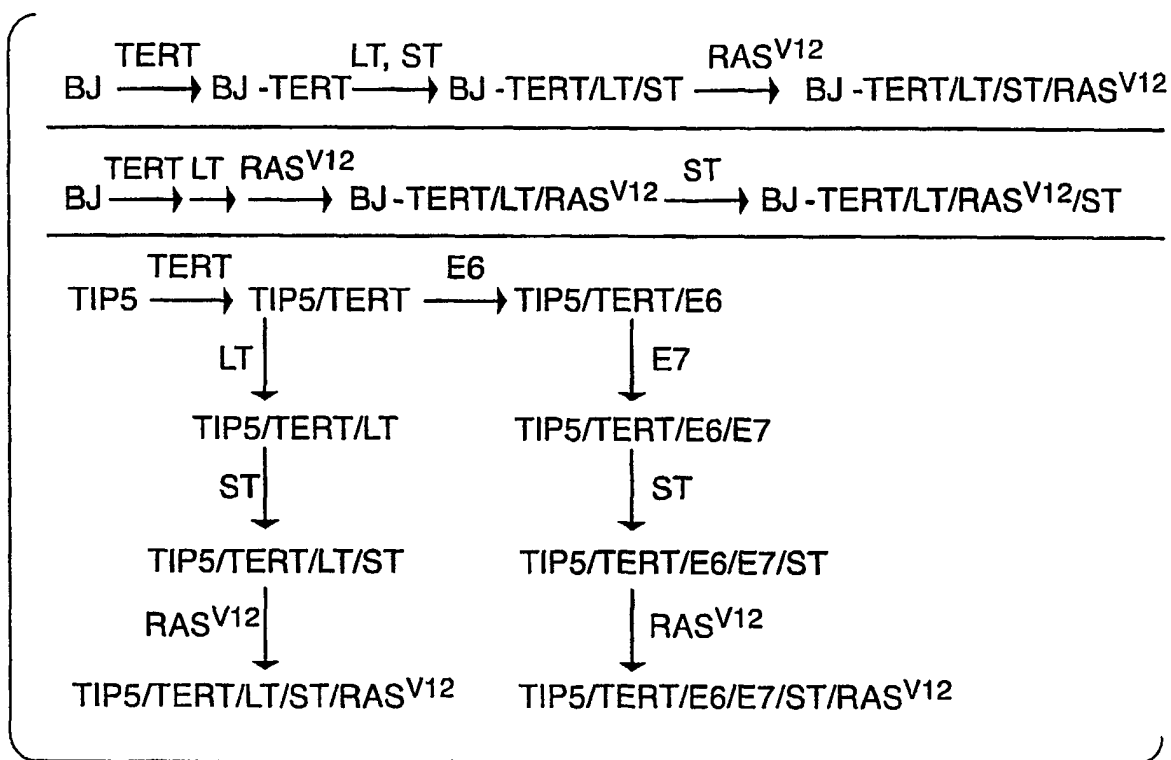 TERT LT, ST RAS^V12
BJ BJ -TERT BJ -TERT/LT/ST BJ -TERT/LT/ST/RAS^V12
TERT LT RAS^V12 ST
BJ BJ -TERT/LT/RAS^V12 BJ -TERT/LT/RAS^V12/ST
TERT E6
TIP5 TIP5/TERT TIP5/TERT/E6
LT E7
TIP5/TERT/LT TIP5/TERT/E6/E7
ST ST
TIP5/TERT/LT/ST TIP5/TERT/E6/E7/ST
RAS^V12 RAS^V12
TIP5/TERT/LT/ST/RAS^V12 TIP5/TERT/E6/E7/ST/RAS^V12